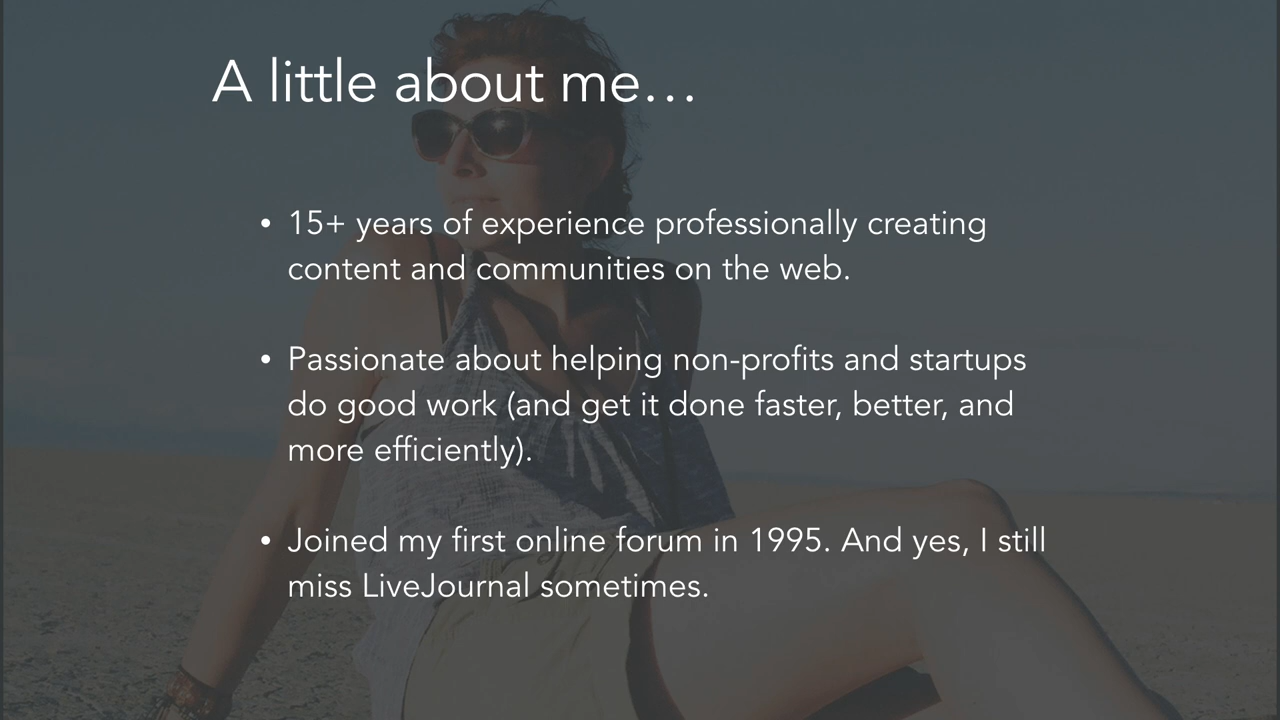 A little about me…
• 15+ years of experience professionally creating
content and communities on the web.
• Passionate about helping non-profits and startups
do good work (and get it done faster, better, and
more efficiently).
• Joined my first online forum in 1995. And yes, I still
miss LiveJournal sometimes.